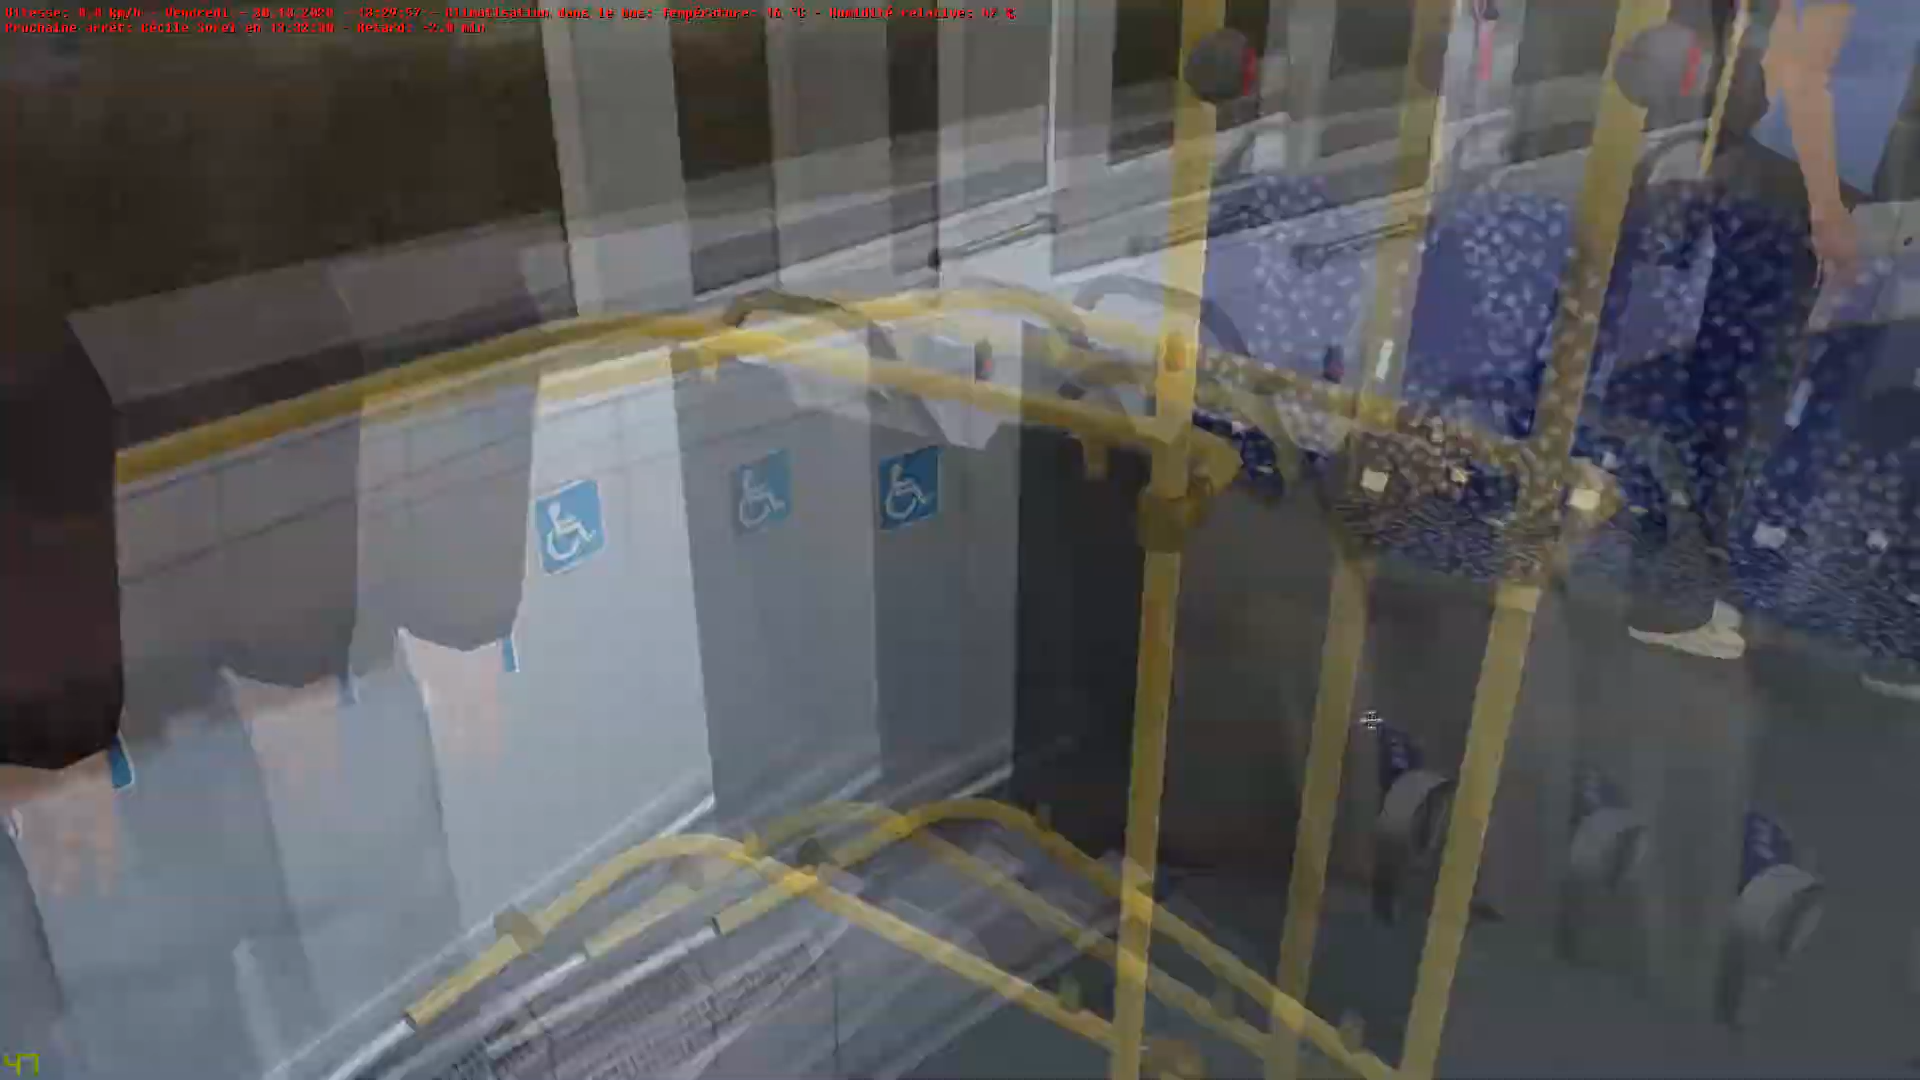 Vitesse: 0.0 km/h - Vendredi - 30.10.2020 - 13:29:57 - Climatisation dans le bus: Température: 16 °C - Humidité relative: 47 %
Prochaine arrêt: Cécile Sorel en 13:32:00 - Retard: -2.0 min
47